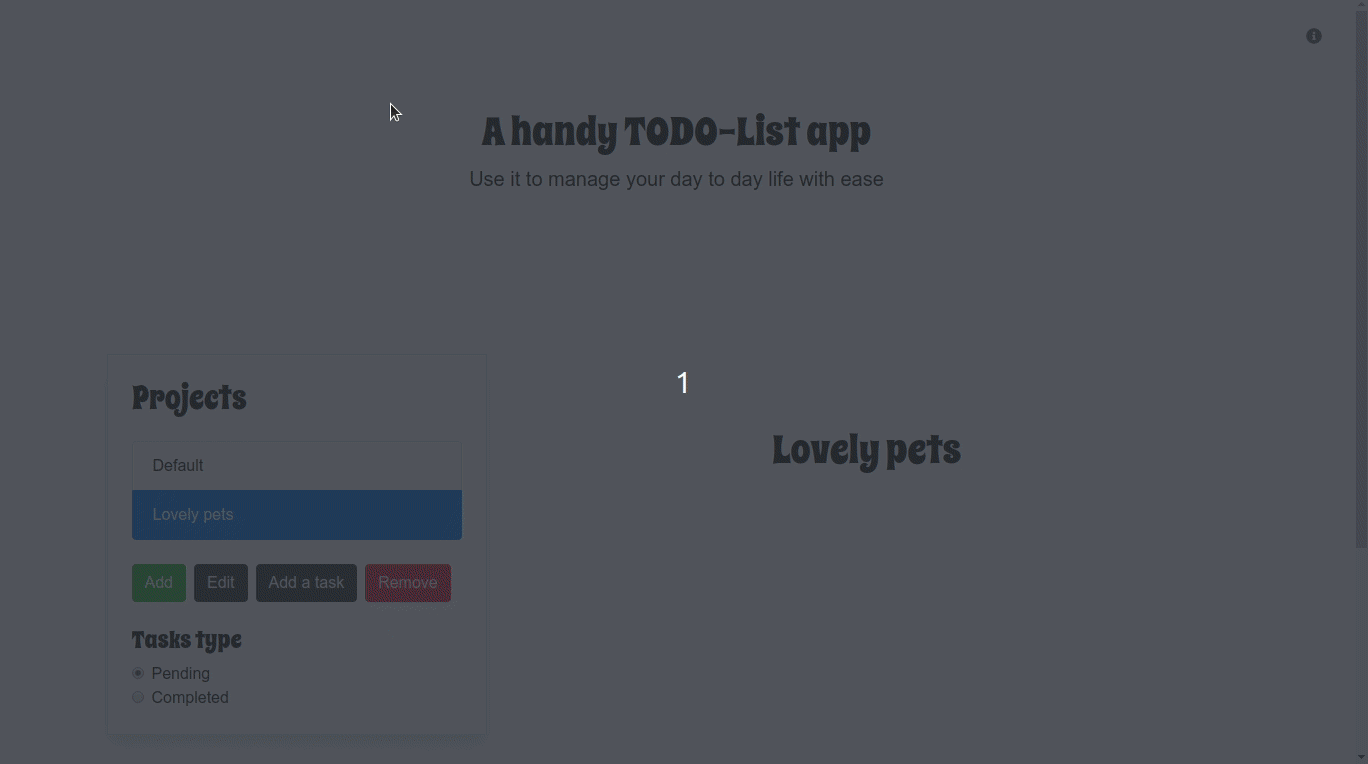 A handy TODO-List app
Use it to manage your day to day life with ease
1
Projects
Default
Lovely pets
Add
Edit
Add a task
Remove
Tasks type
Pending
Completed
Lovely pets